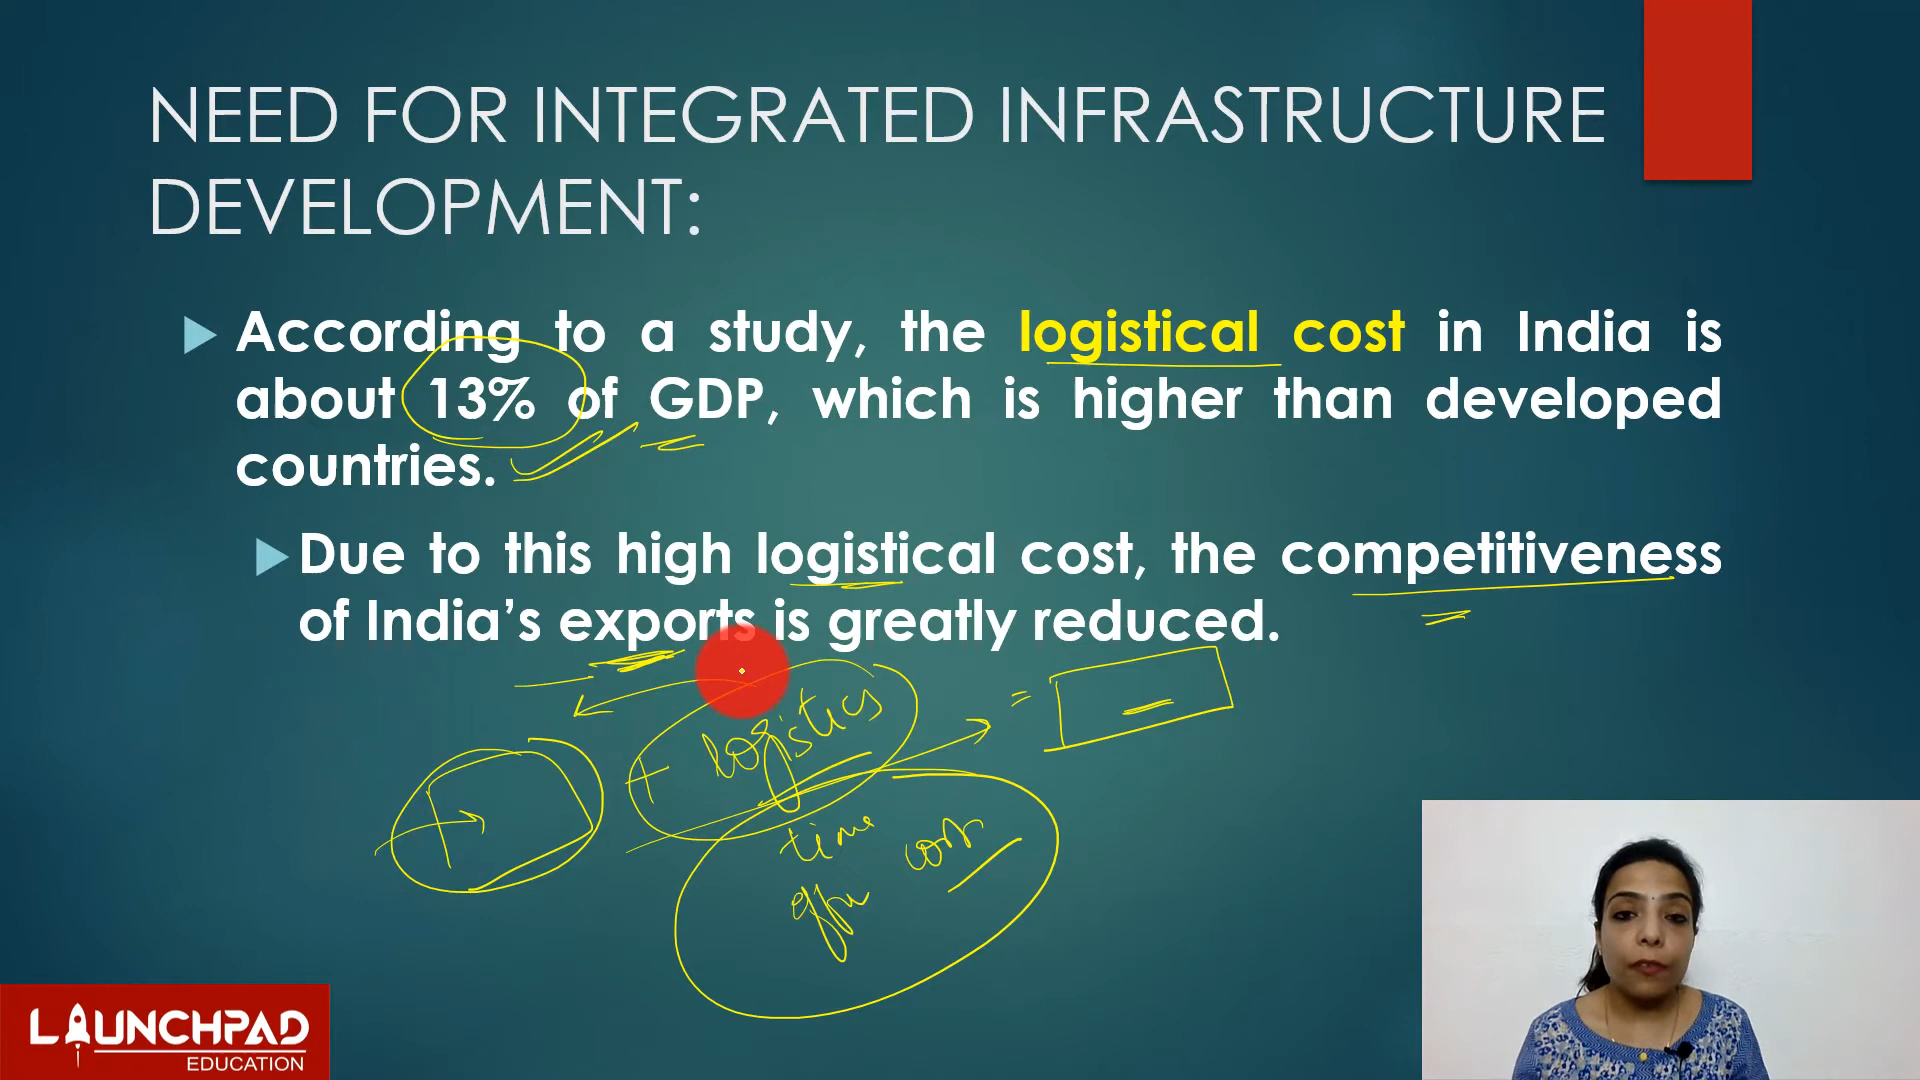 NEED FOR INTEGRATED INFRASTRUCTURE
DEVELOPMENT:
According to a study, the logistical cost in India is
about 13% of GDP, which is higher than developed
countries.
Due to this high logistical cost, the competitiveness
of India's exports is greatly reduced.
+ logistics =
time
LAUNCHPAD
EDUCATION